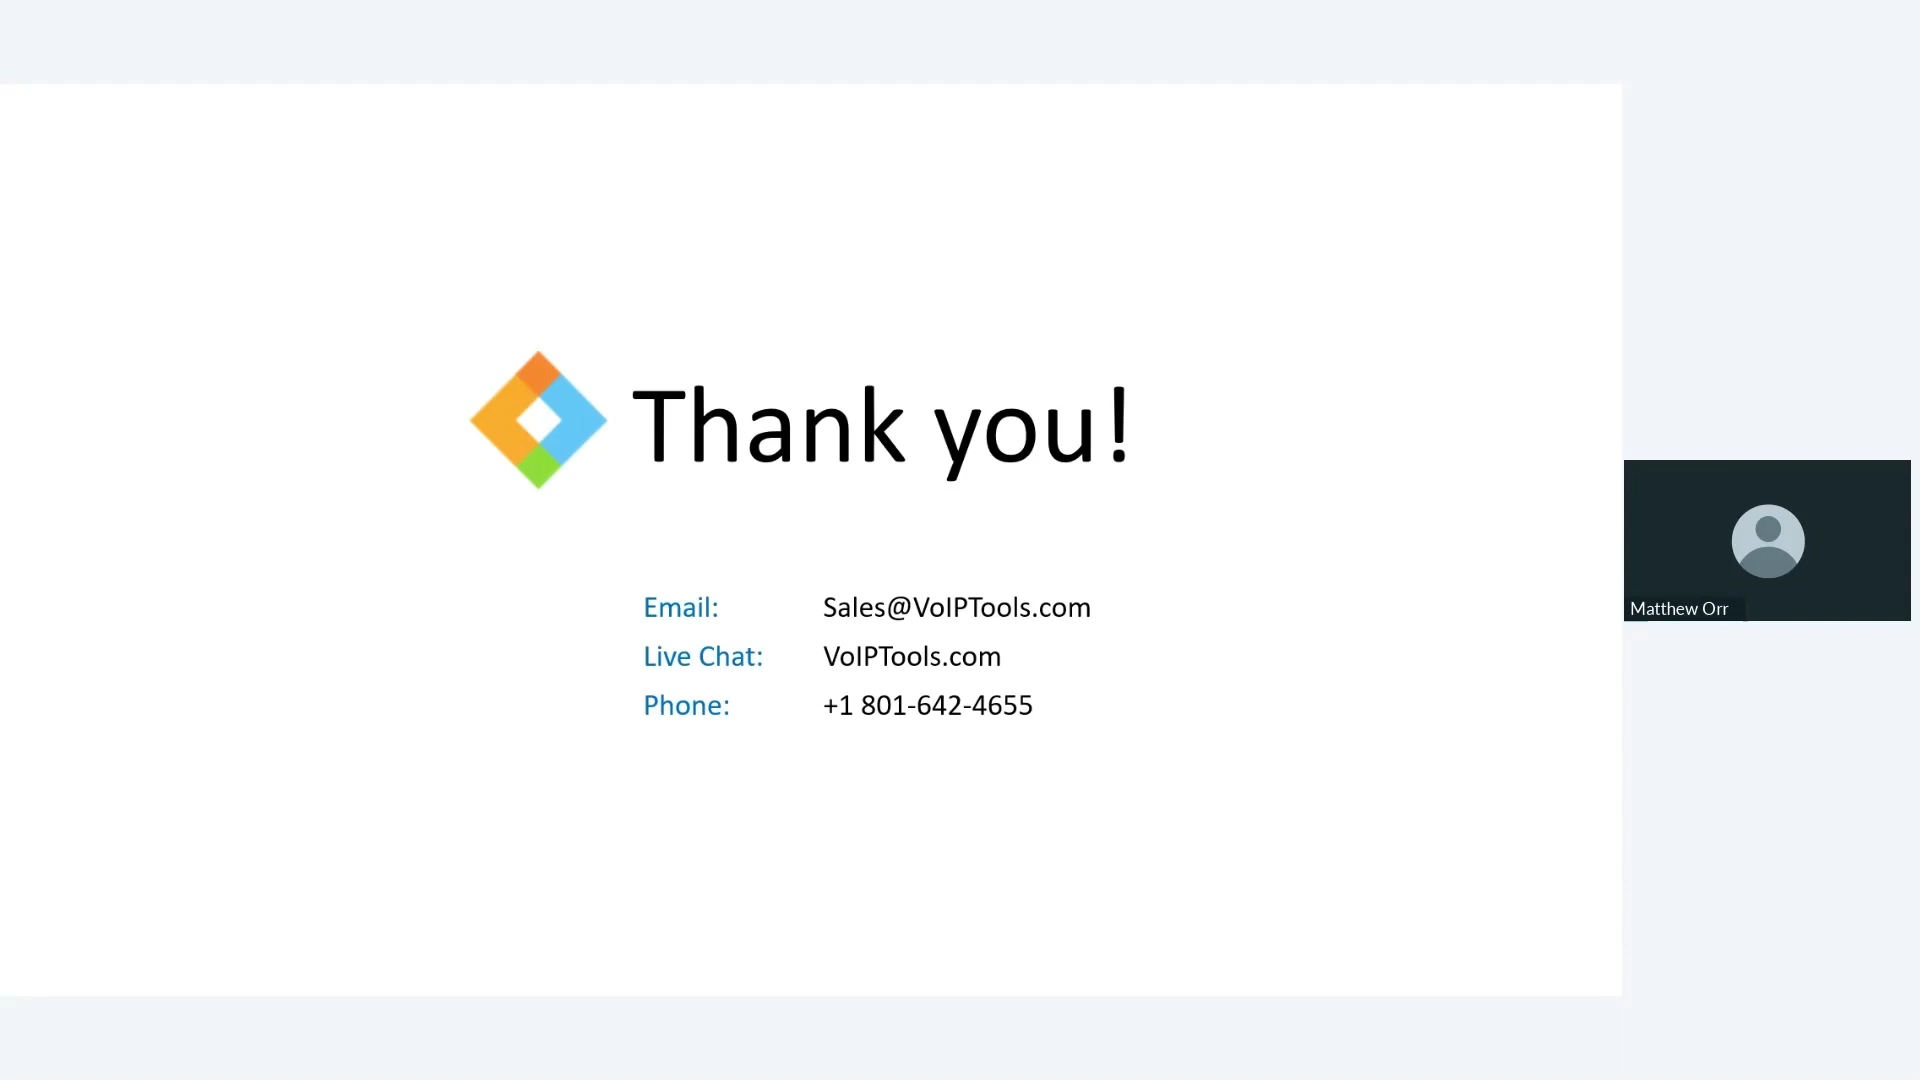 Thank you!
Email: Sales@VoIPTools.com
Live Chat: VoIPTools.com
Phone: +1 801-642-4655
Matthew Orr